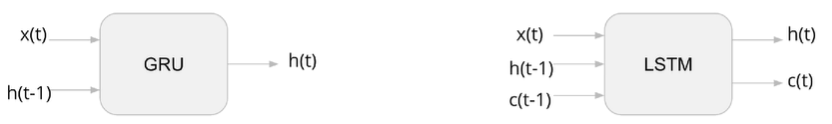 x(t)
h(t-1)
GRU
h(t)
x(t)
h(t-1)
c(t-1)
LSTM
h(t)
c(t)